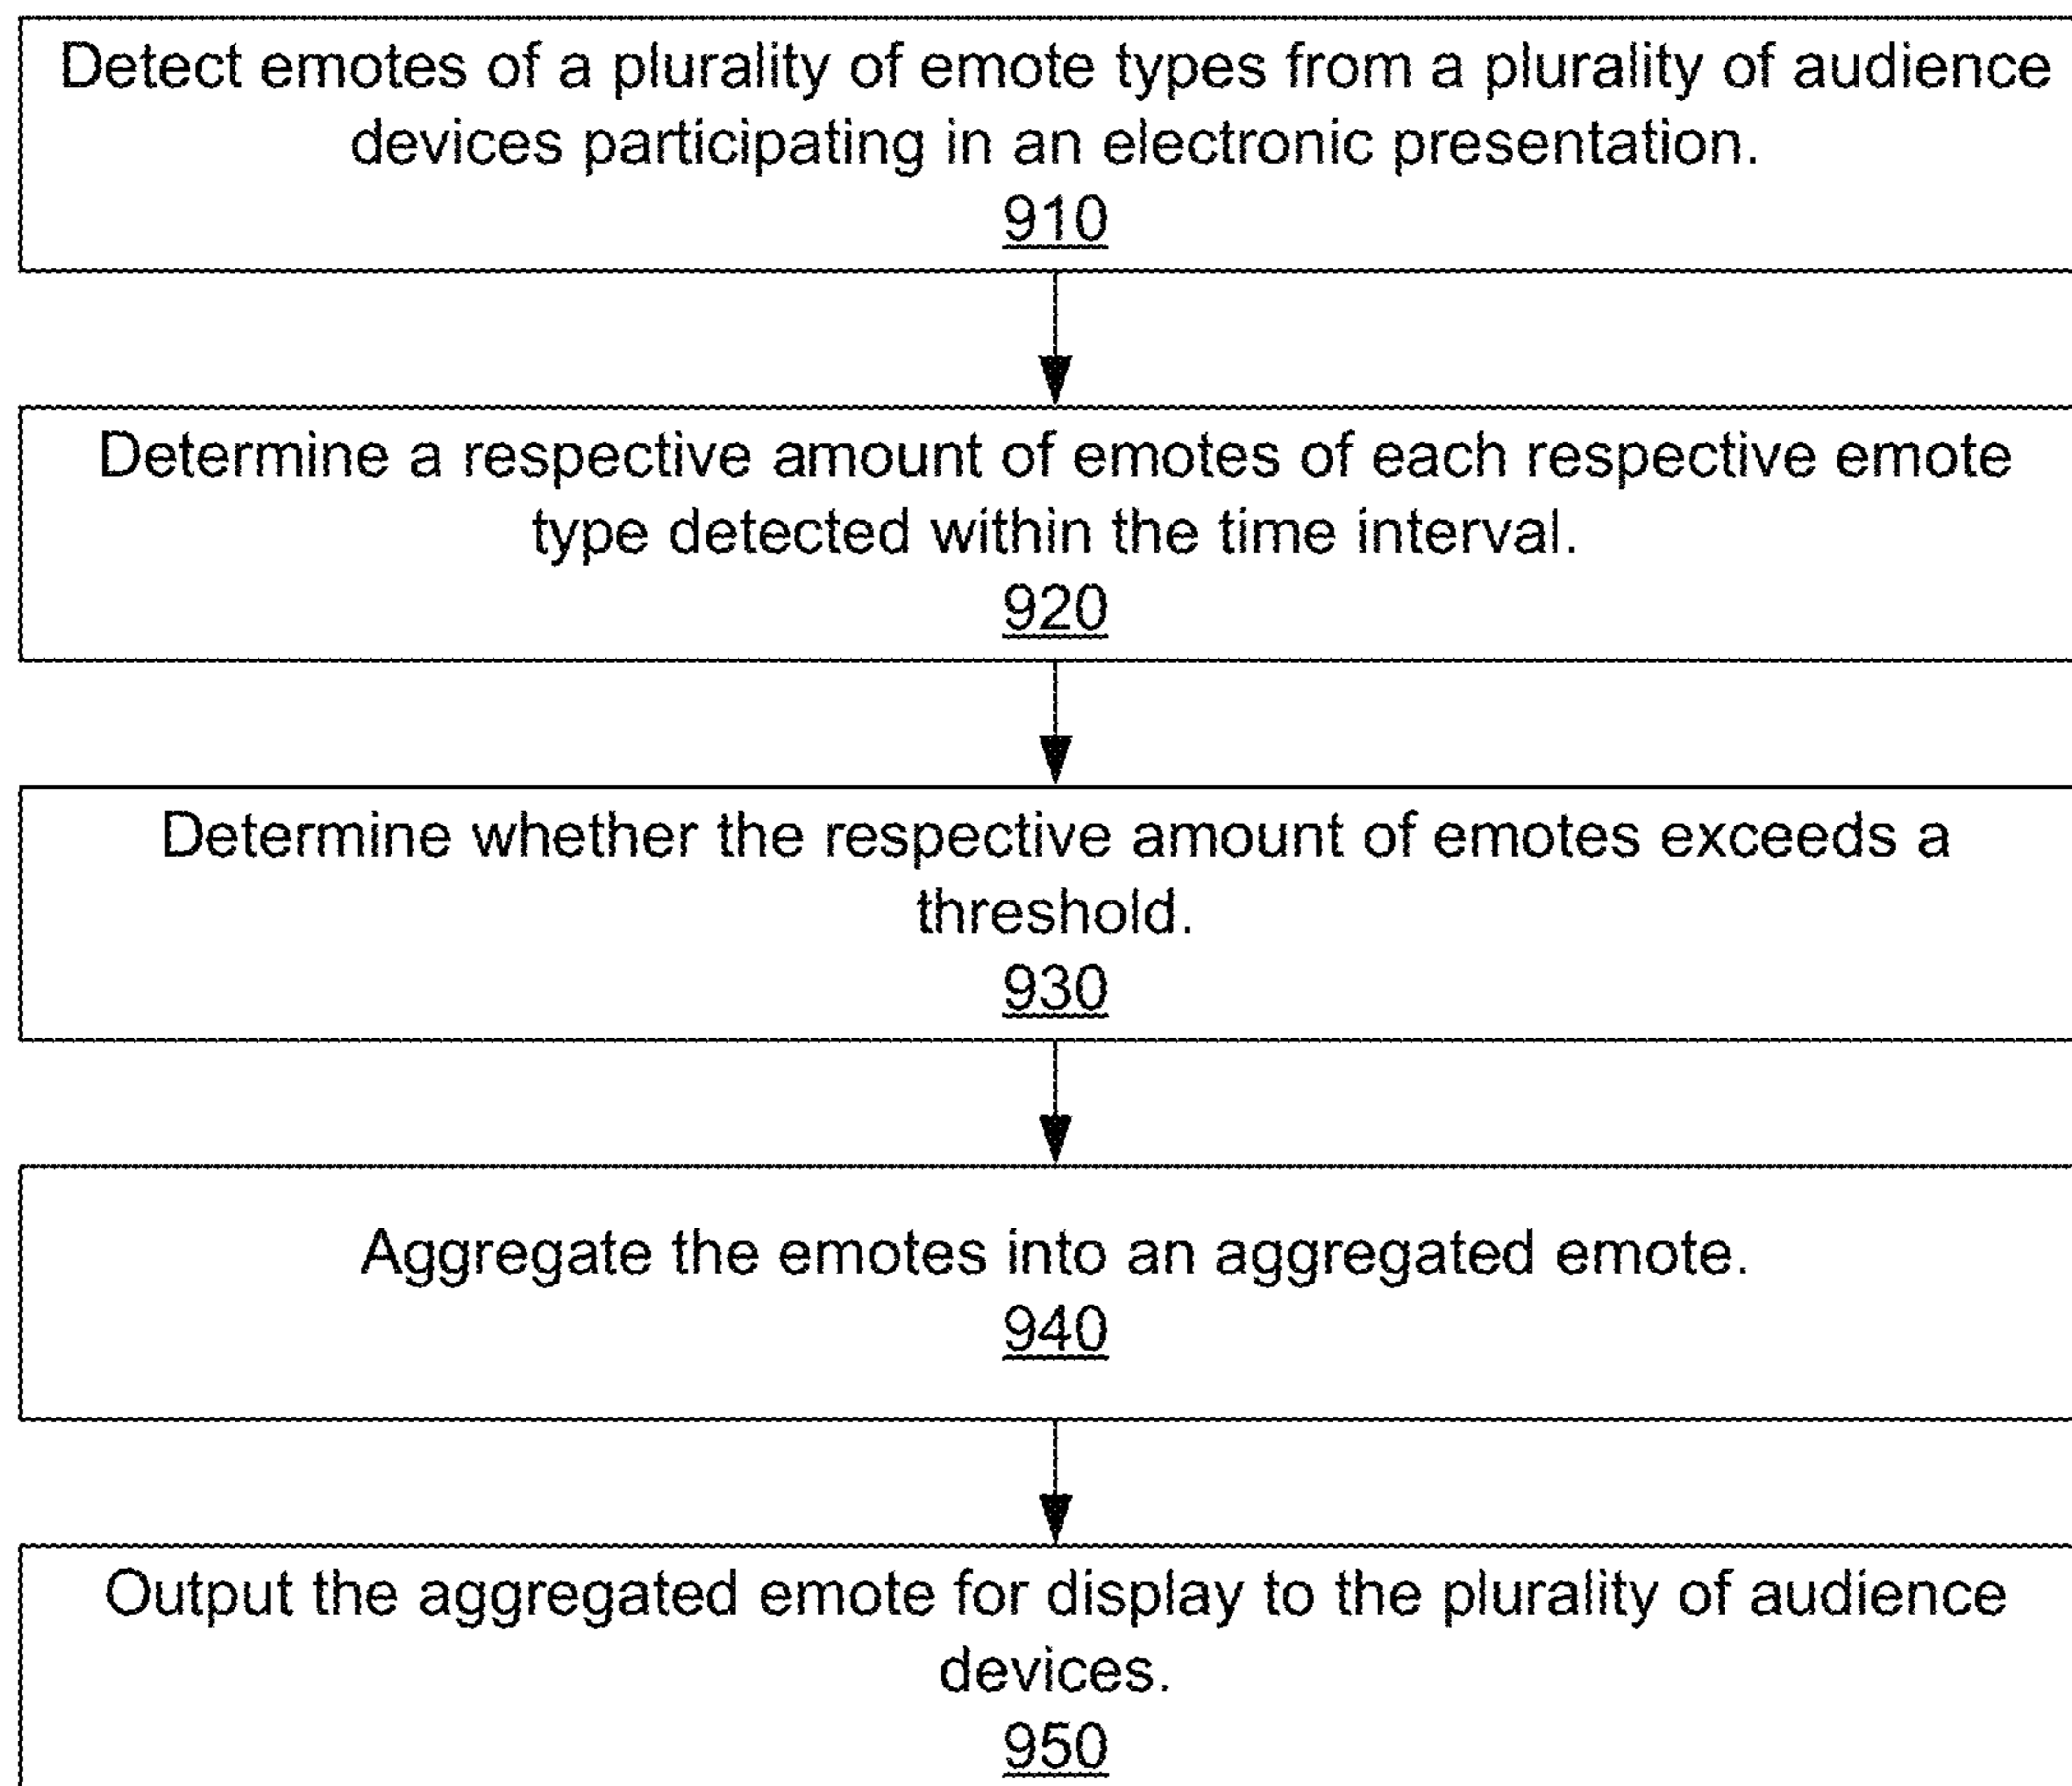 Detect emotes of a plurality of emote types from a plurality of audience
devices participating in an electronic presentation.
910
Determine a respective amount of emotes of each respective emote
type detected within the time interval.
920
Determine whether the respective amount of emotes exceeds a
threshold.
930
Aggregate the emotes into an aggregated emote.
940
Output the aggregated emote for display to the plurality of audience
devices.
950